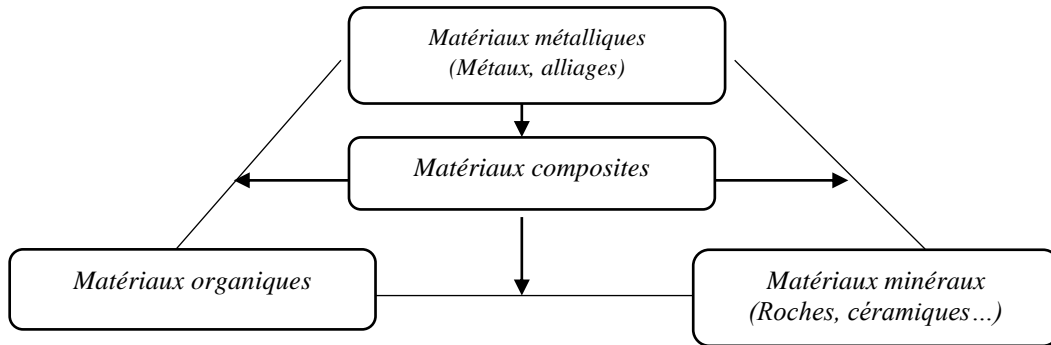 Matériaux métalliques
(Métaux, alliages)
Matériaux composites
Matériaux organiques
Matériaux minéraux
(Roches, céramiques…)